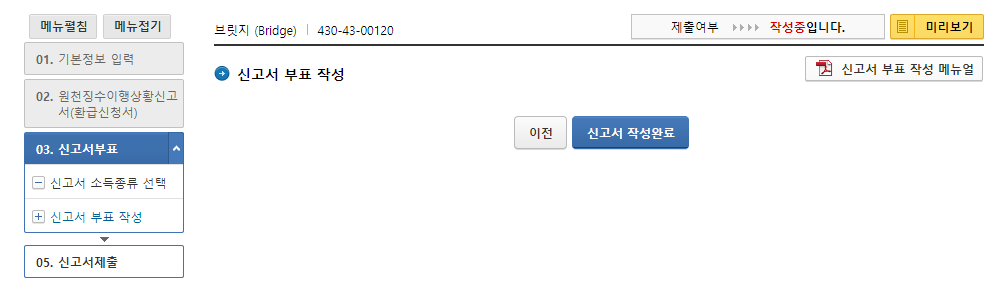 메뉴펼침 메뉴접기
01. 기본정보 입력
02. 원천징수이행상황신고
서(환급신청서)
03. 신고서부표
신고서 소득종류 선택
신고서 부표 작성
05. 신고서제출
브릿지 (Bridge) 430-43-00120
제출여부 작성중입니다.
미리보기
신고서 부표 작성
신고서 부표 작성 메뉴얼
이전 신고서 작성완료